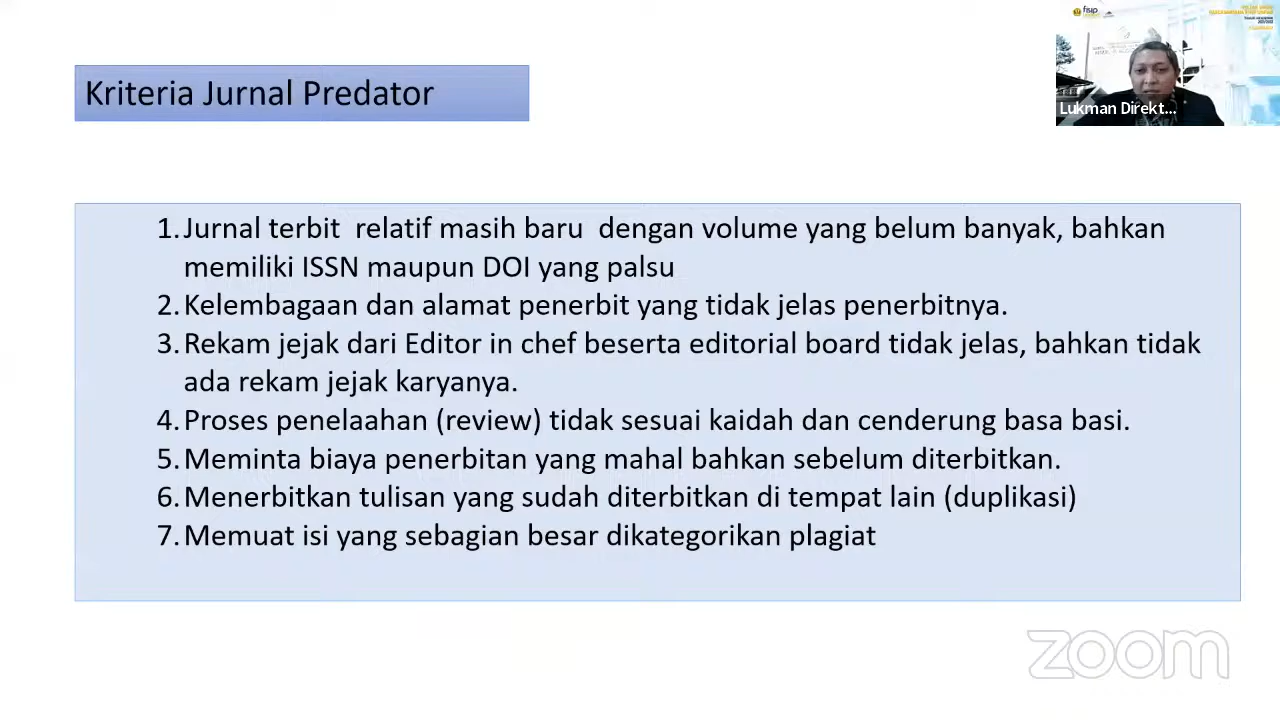 fisip
Kriteria Jurnal Predator
Lukman Direkt...
1. Jurnal terbit relatif masih baru dengan volume yang belum banyak, bahkan
memiliki ISSN maupun DOI yang palsu
2. Kelembagaan dan alamat penerbit yang tidak jelas penerbitnya.
3. Rekam jejak dari Editor in chef beserta editorial board tidak jelas, bahkan tidak
ada rekam jejak karyanya.
4. Proses penelaahan (review) tidak sesuai kaidah dan cenderung basa basi.
5. Meminta biaya penerbitan yang mahal bahkan sebelum diterbitkan.
6. Menerbitkan tulisan yang sudah diterbitkan di tempat lain (duplikasi)
7. Memuat isi yang sebagian besar dikategorikan plagiat
zoom